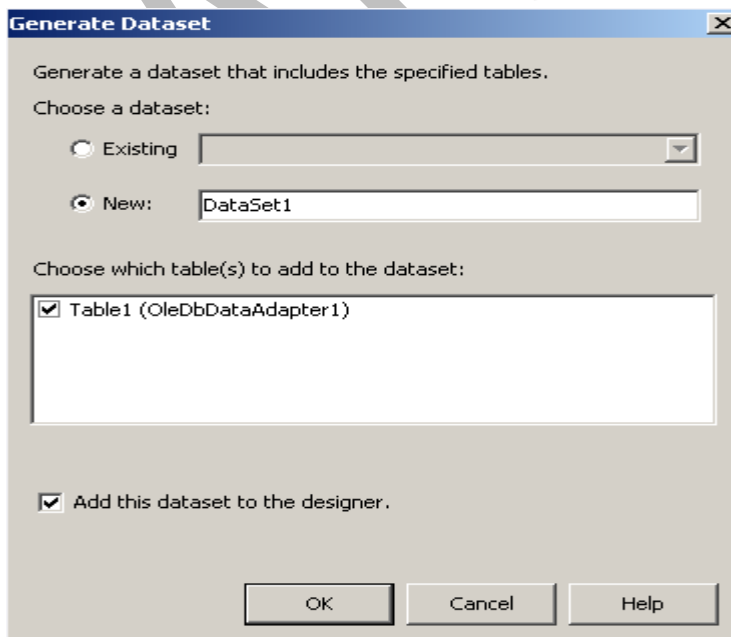 Generate Dataset
Generate a dataset that includes the specified tables.
Choose a dataset:
Existing
New:
DataSet1
Choose which table(s) to add to the dataset:
Table1 (OleDbDataAdapter1)
Add this dataset to the designer.
OK
Cancel
Help